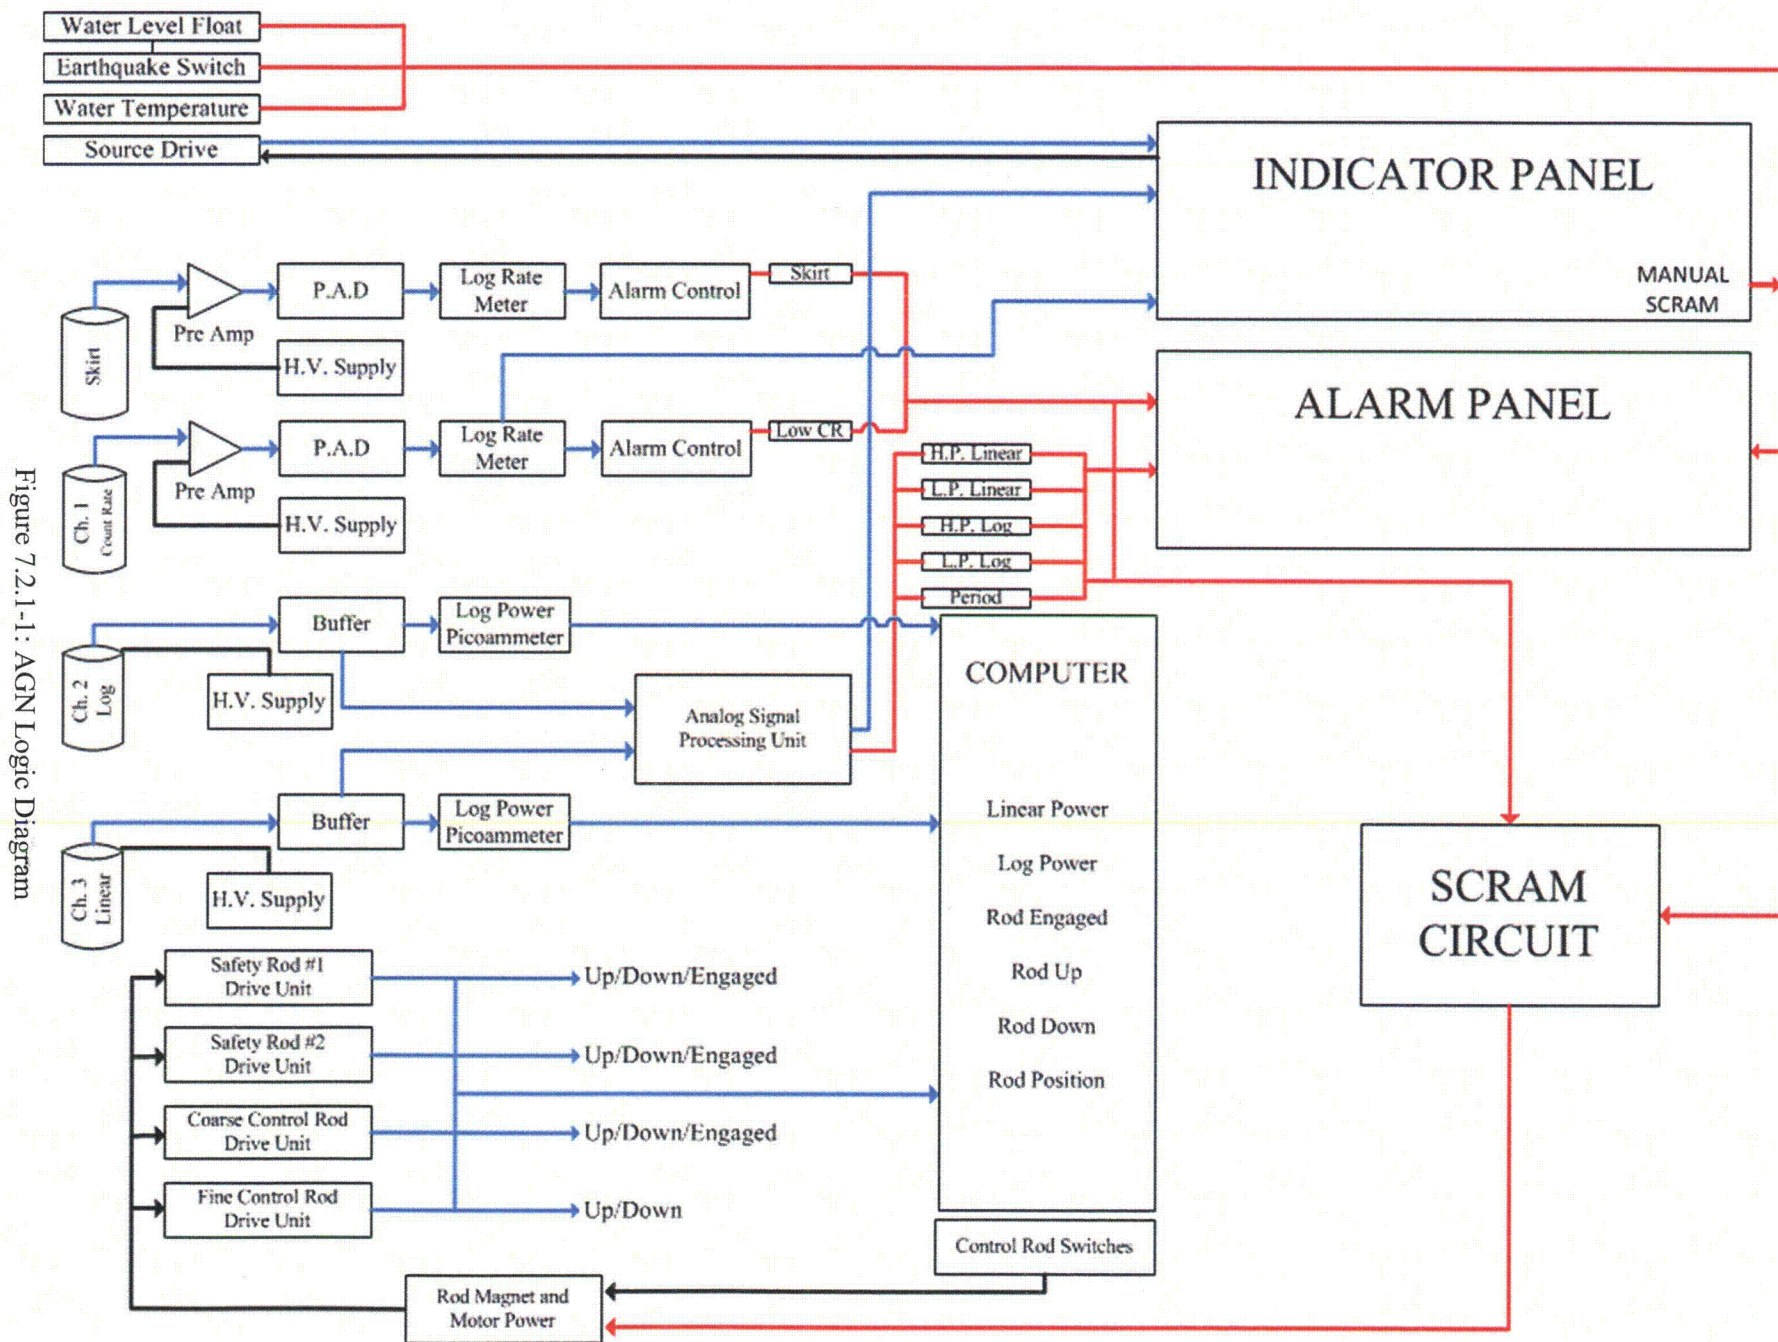 Water Level Float
Earthquake Switch
Water Temperature
Source Drive
INDICATOR PANEL
MANUAL
SCRAM
Skirt
Pre Amp
P.A.D
Log Rate
Meter
Alarm Control
Skirt
H.V. Supply
ALARM PANEL
Ch. 1
Count Rate
Pre Amp
P.A.D
Log Rate
Meter
Alarm Control
Low CR
H.V. Supply
H.P. Linear
L.P. Linear
H.P. Log
L.P. Log
Period
Ch. 2
Log
Buffer
Log Power
Picoammeter
H.V. Supply
Analog Signal
Processing Unit
Ch. 3
Linear
Buffer
Log Power
Picoammeter
H.V. Supply
COMPUTER
Linear Power
Log Power
Rod Engaged
Rod Up
Rod Down
Rod Position
SCRAM
CIRCUIT
Safety Rod #1
Drive Unit
Up/Down/Engaged
Safety Rod #2
Drive Unit
Up/Down/Engaged
Coarse Control Rod
Drive Unit
Up/Down/Engaged
Fine Control Rod
Drive Unit
Up/Down
Control Rod Switches
Rod Magnet and
Motor Power
Figure 7.2.1-1: AGN Logic Diagram